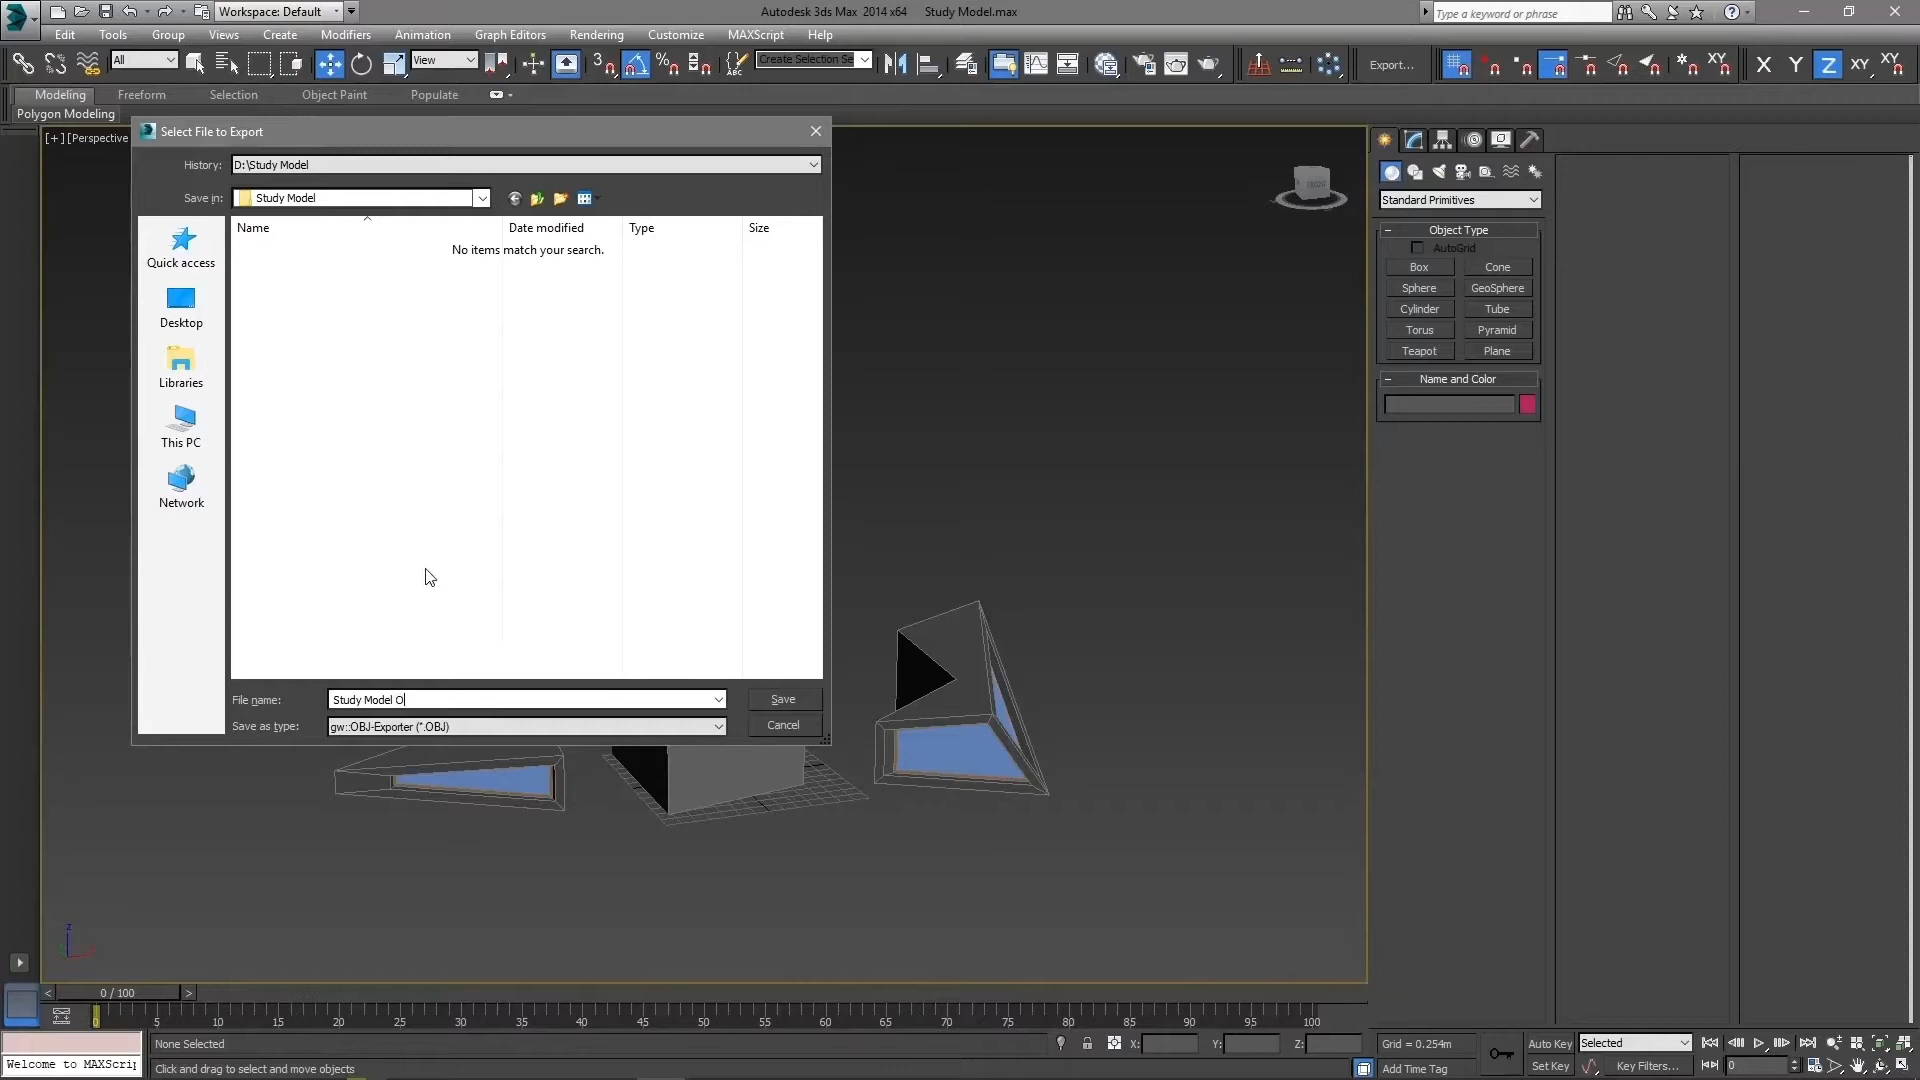 Workspace: Default
Autodesk 3ds Max 2014 x64 Study Model.max
Type a keyword or phrase
Edit Tools Group Views Create Modifiers Animation Graph Editors Rendering Customize MAXScript Help
All View 3 Create Selection Se Export... X Y Z XY XY
Modeling Freeform Selection Object Paint Populate
Polygon Modeling
[+][Perspective
Select File to Export
History: D:\Study Model
Save in: Study Model
Name Date modified Type Size
No items match your search.
Quick access
Desktop
Libraries
This PC
Network
File name: Study Model O
Save
Save as type: gw::OBJ-Exporter (*.OBJ)
Cancel
FRONT
Standard Primitives
Object Type
AutoGrid
Box Cone
Sphere GeoSphere
Cylinder Tube
Torus Pyramid
Teapot Plane
Name and Color
z
0 / 100
0 5 10 15 20 25 30 35 40 45 50 55 60 65 70 75 80 85 90 95 100
None Selected X: Y: Z: Grid = 0.254m Auto Key Selected
Welcome to MAXScrip Click and drag to select and move objects Add Time Tag Set Key Key Filters... 0